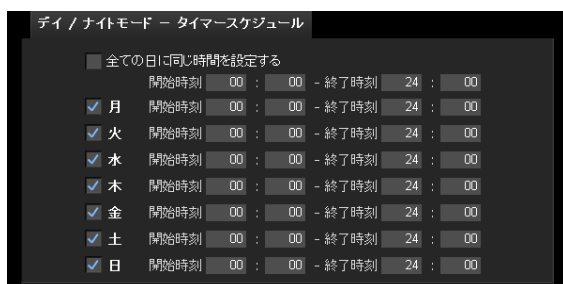 デイ / ナイトモード － タイマースケジュール
全ての日に同じ時間を設定する
開始時刻 00 : 00 - 終了時刻 24 : 00
月 開始時刻 00 : 00 - 終了時刻 24 : 00
火 開始時刻 00 : 00 - 終了時刻 24 : 00
水 開始時刻 00 : 00 - 終了時刻 24 : 00
木 開始時刻 00 : 00 - 終了時刻 24 : 00
金 開始時刻 00 : 00 - 終了時刻 24 : 00
土 開始時刻 00 : 00 - 終了時刻 24 : 00
日 開始時刻 00 : 00 - 終了時刻 24 : 00